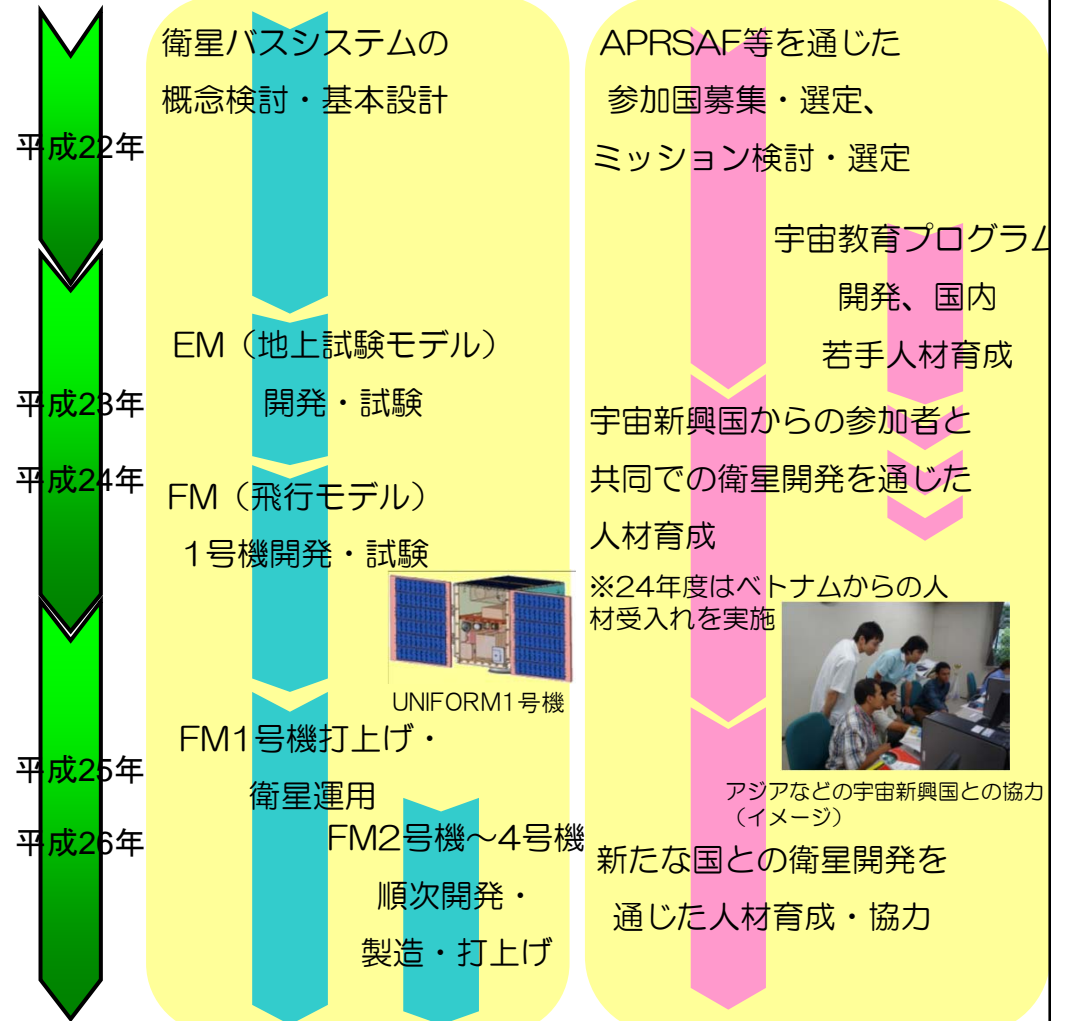 平成22年
平成23年
平成24年
平成25年
平成26年
衛星バスシステムの
概念検討・基本設計
EM（地上試験モデル）
開発・試験
FM（飛行モデル）
1号機開発・試験
UNIFORM1号機
FM1号機打上げ・
衛星運用
FM2号機～4号機
順次開発・
製造・打上げ
APRSAF等を通じた
参加国募集・選定、
ミッション検討・選定
宇宙教育プログラム
開発、国内
若手人材育成
宇宙新興国からの参加者と
共同での衛星開発を通じた
人材育成
※24年度はベトナムからの人
材受入れを実施
アジアなどの宇宙新興国との協力
（イメージ）
新たな国との衛星開発を
通じた人材育成・協力